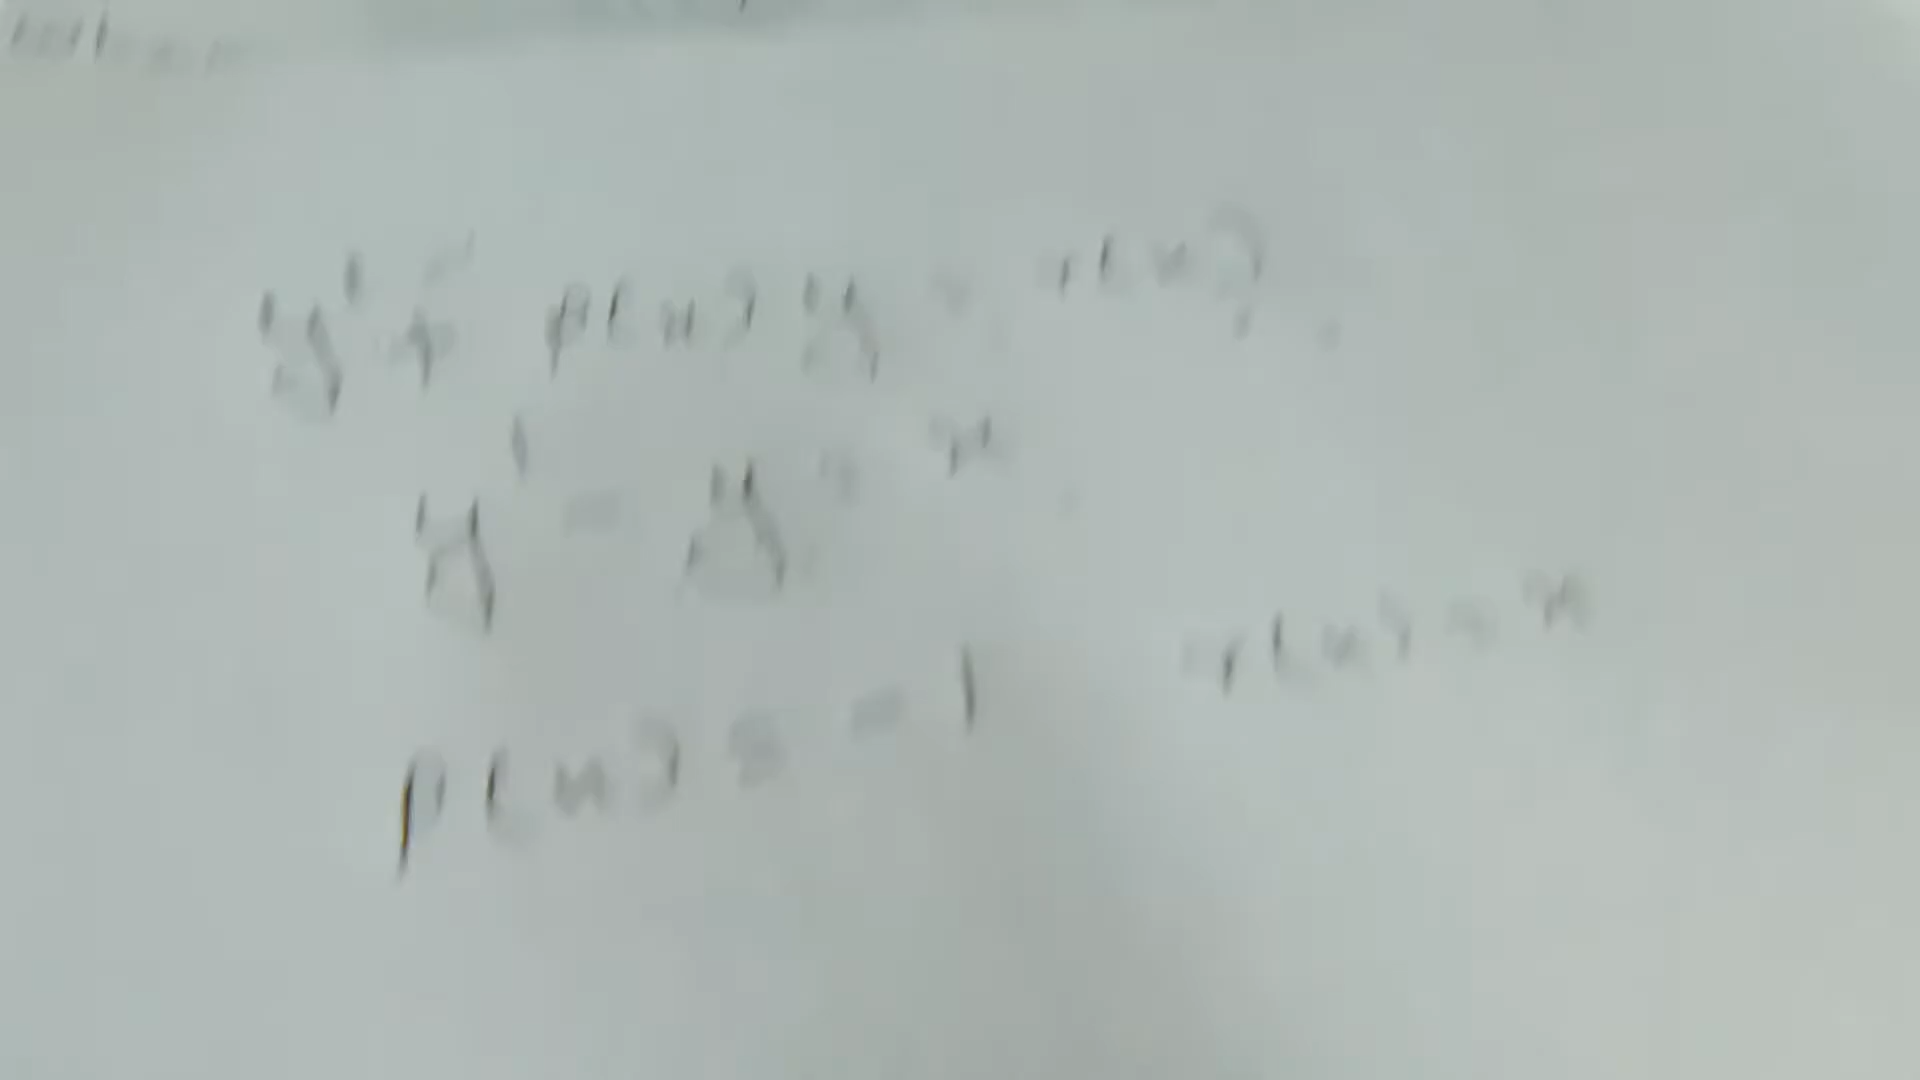 y' + p(x) y = r(x)
y' - y = x
p(x) = -1 r(x) = x